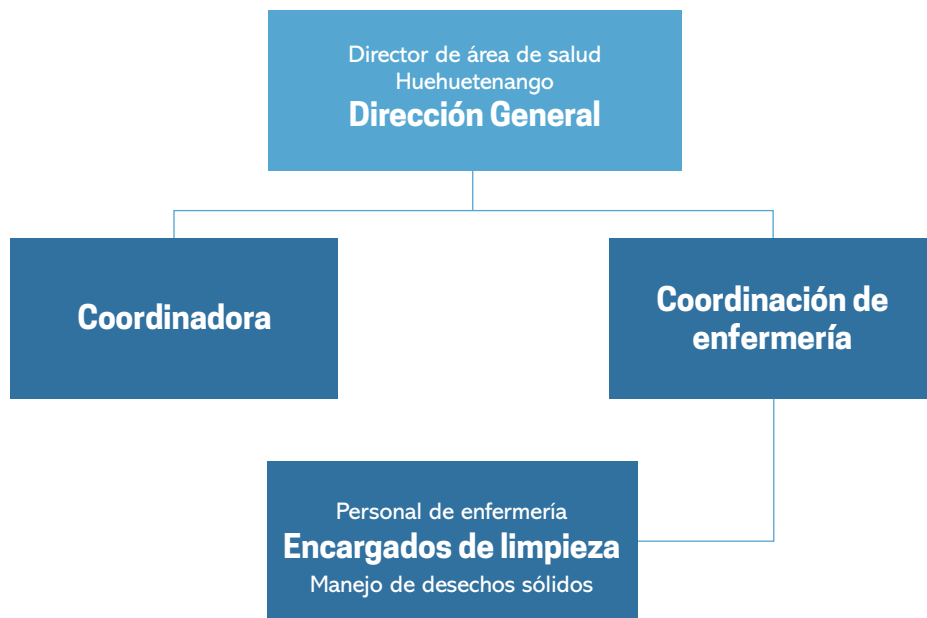 Director de área de salud
Huehuetenango
Dirección General
Coordinadora
Coordinación de
enfermería
Personal de enfermería
Encargados de limpieza
Manejo de desechos sólidos